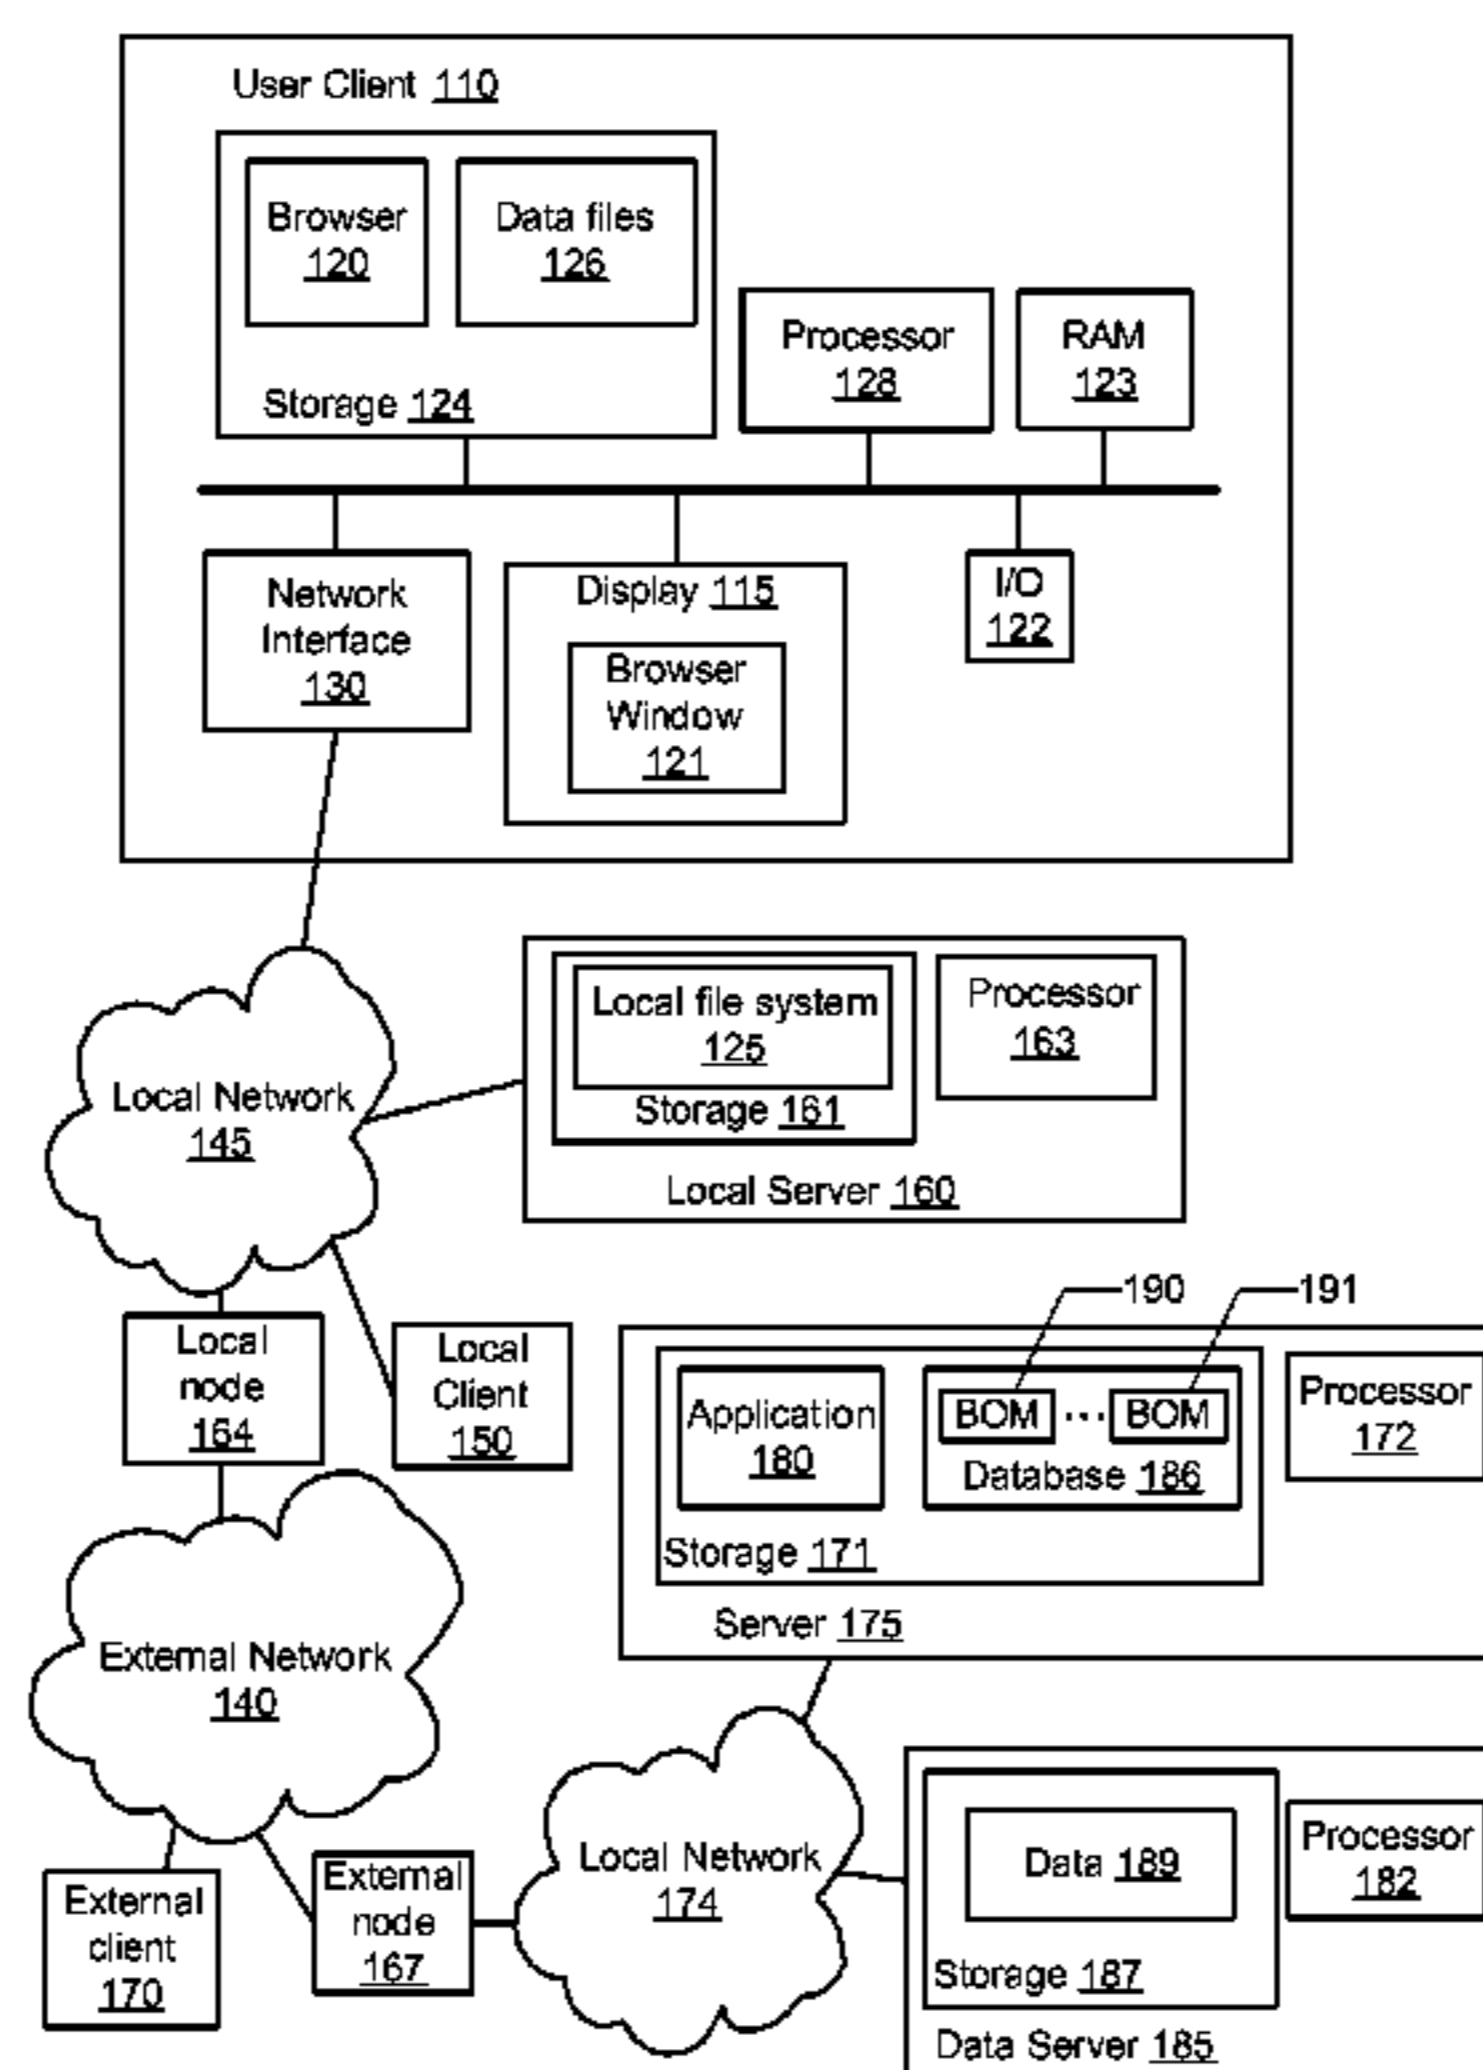 User Client 110
Browser
120
Data files
126
Storage 124
Processor
128
RAM
123
Network
Interface
130
Display 115
Browser
Window
121
I/O
122
Local Network
145
Local file system
125
Storage 161
Processor
163
Local Server 160
Local
node
164
Local
Client
150
190
191
Application
180
BOM ... BOM
Database 186
Storage 171
Processor
172
Server 175
External Network
140
External
client
170
External
node
167
Local Network
174
Data 189
Storage 187
Processor
182
Data Server 185